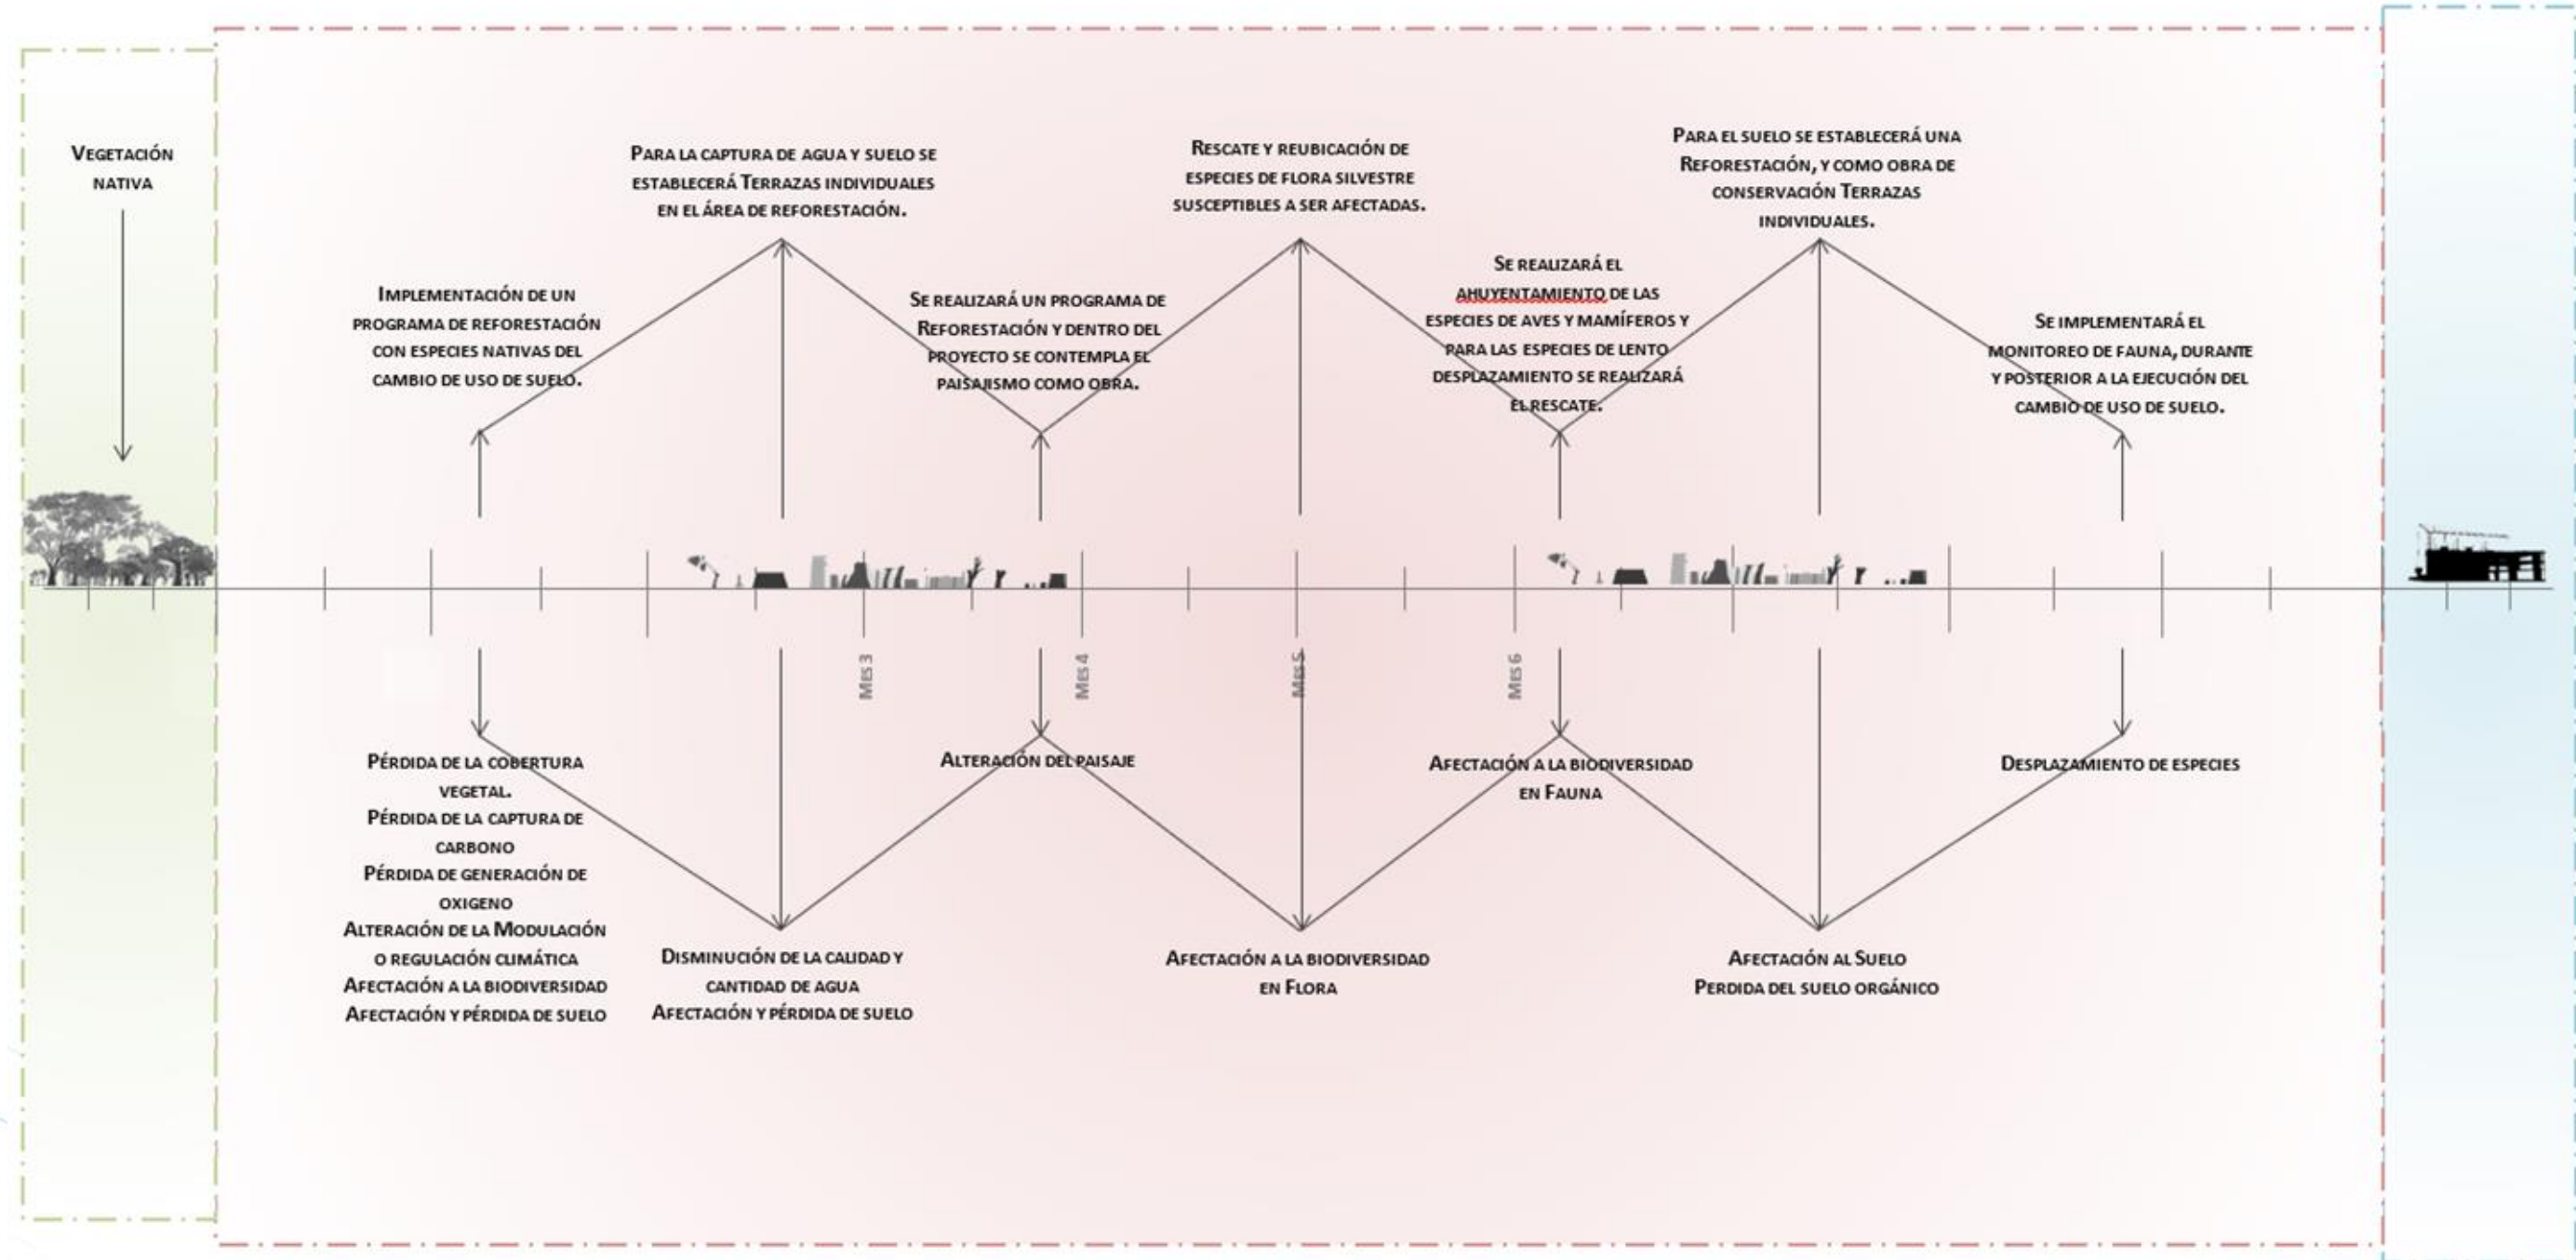 Vegetación
nativa
Implementación de un
programa de reforestación
con especies nativas del
cambio de uso de suelo.
Para la captura de agua y suelo se
establecerá Terrazas individuales
en el área de reforestación.
Se realizará un programa de
Reforestación y dentro del
proyecto se contempla el
paisajismo como obra.
Rescate y reubicación de
especies de flora silvestre
susceptibles a ser afectadas.
Se realizará el
ahuyentamiento de las
especies de aves y mamíferos y
para las especies de lento
desplazamiento se realizará
el rescate.
Para el suelo se establecerá una
Reforestación, y como obra de
conservación Terrazas
individuales.
Se implementará el
monitoreo de fauna, durante
y posterior a la ejecución del
cambio de uso de suelo.
Mes 3
Mes 4
Mes 5
Mes 6
Pérdida de la cobertura
vegetal.
Pérdida de la captura de
carbono
Pérdida de generación de
oxigeno
Alteración de la Modulación
o regulación climática
Afectación a la biodiversidad
Afectación y pérdida de suelo
Disminución de la calidad y
cantidad de agua
Afectación y pérdida de suelo
Alteración del paisaje
Afectación a la biodiversidad
en Flora
Afectación a la biodiversidad
en Fauna
Afectación al Suelo
Perdida del suelo orgánico
Desplazamiento de especies